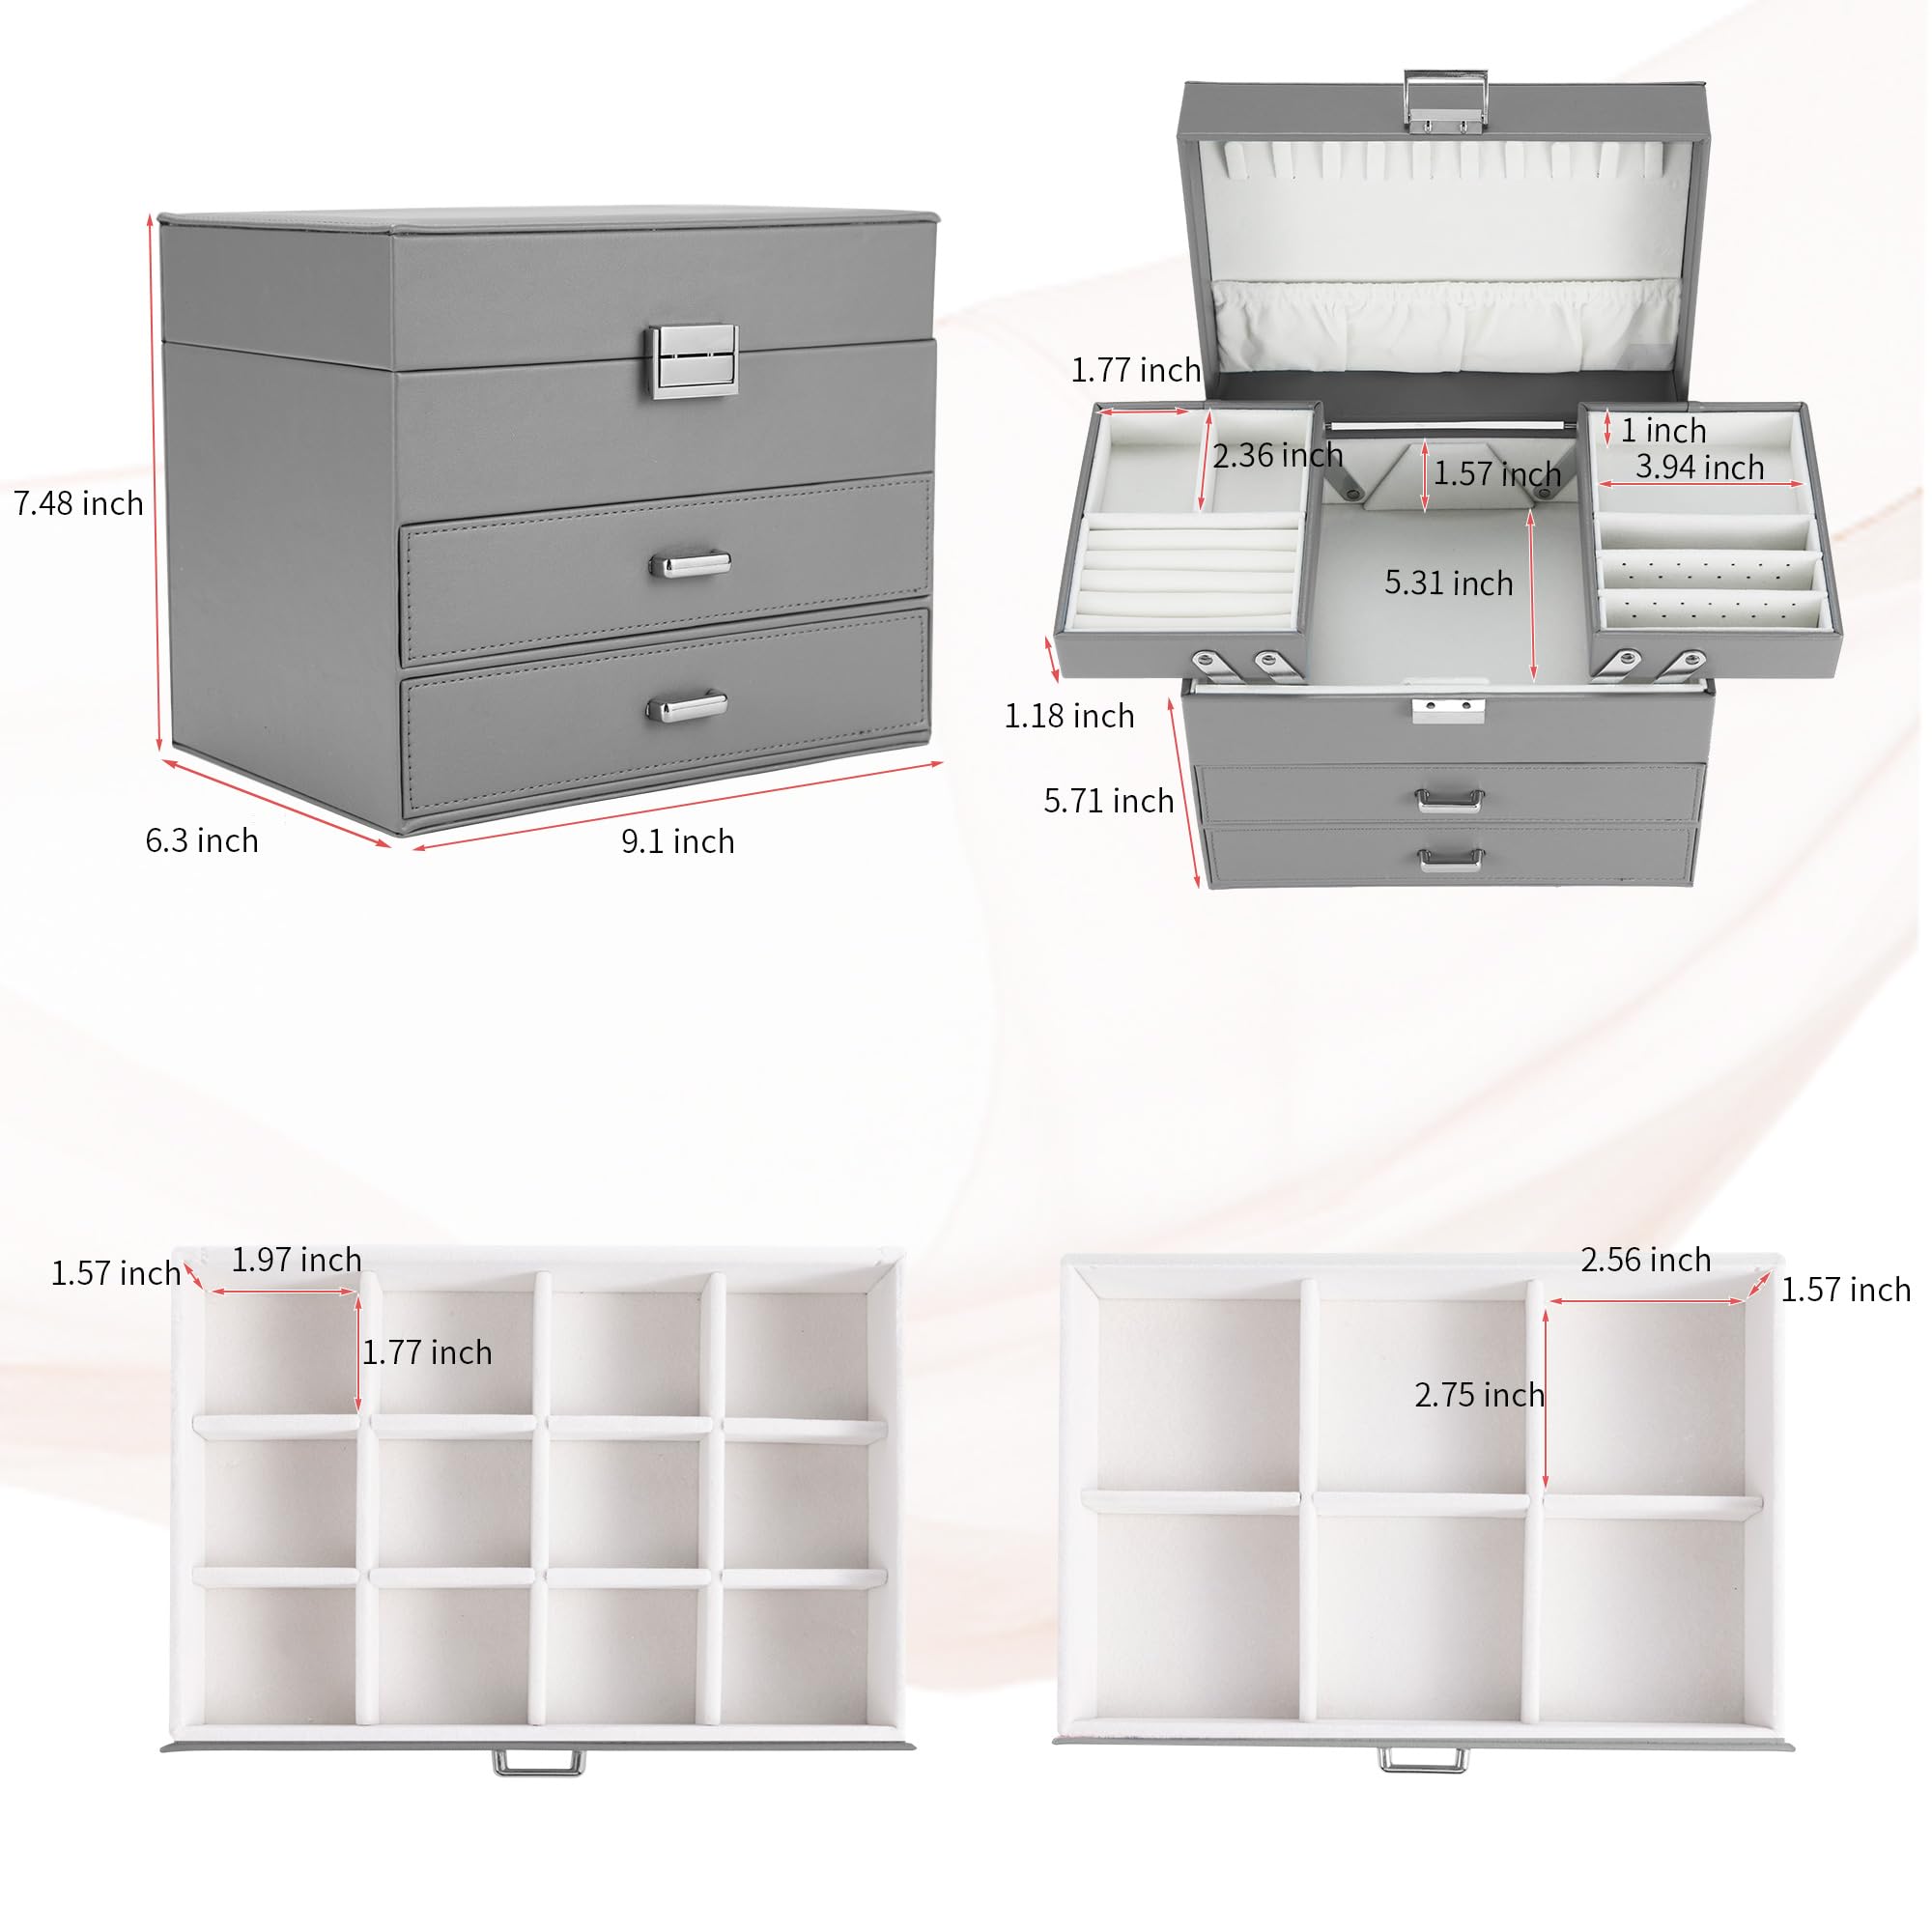 7.48 inch
6.3 inch
9.1 inch
1.77 inch
2.36 inch
1.57 inch
1 inch
3.94 inch
5.31 inch
1.18 inch
5.71 inch
1.57 inch
1.97 inch
1.77 inch
2.56 inch
1.57 inch
2.75 inch